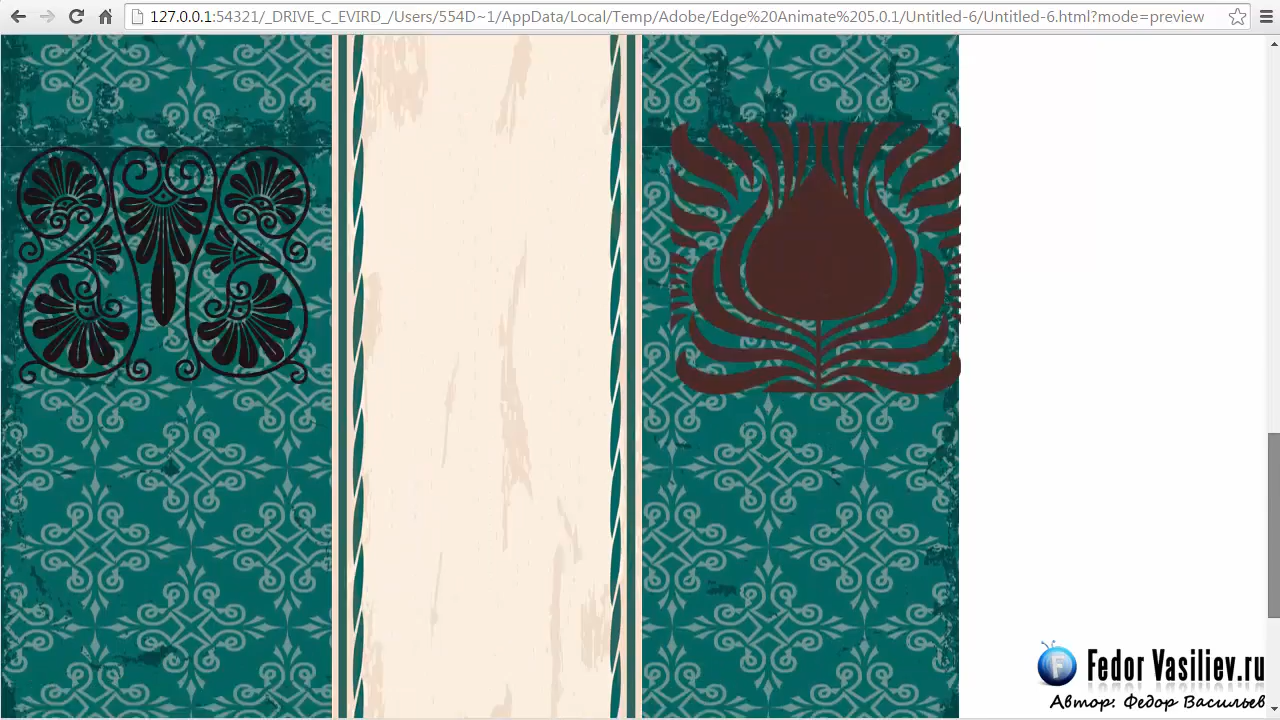 127.0.0.1:54321/_DRIVE_C_EVIRD_/Users/554D~1/AppData/Local/Temp/Adobe/Edge%20Animate%205.0.1/Untitled-6/Untitled-6.html?mode=preview
Fedor Vasiliev.ru
Автор: Федор Васильев